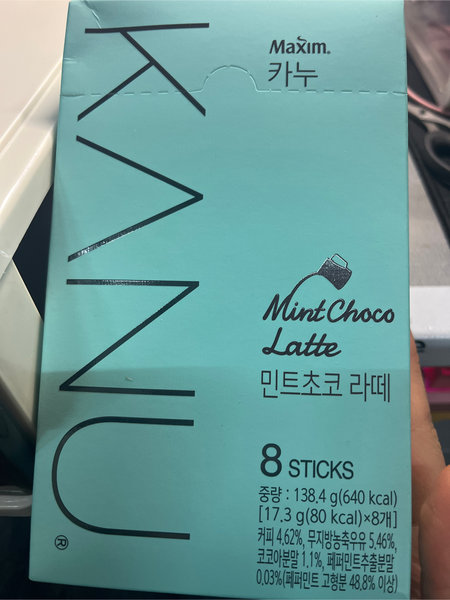 KANU®
Maxim®
카누
Mint Choco
Latte
민트초코 라떼
8 STICKS
중량 : 138.4 g(640 kcal)
[17.3 g(80 kcal)×8개]
커피 4.62%, 무지방농축우유 5.46%,
코코아분말 1.1%, 페퍼민트추출분말
0.03%(페퍼민트 고형분 48.8% 이상)